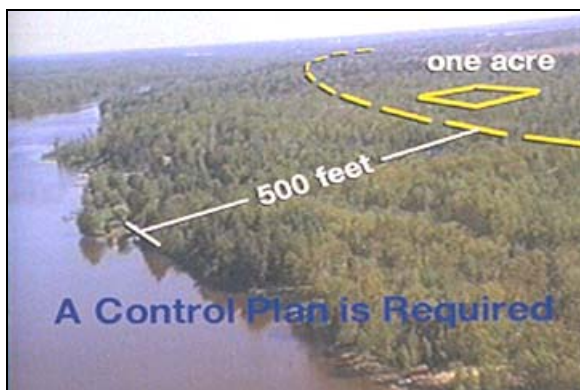 one acre
500 feet
A Control Plan is Required